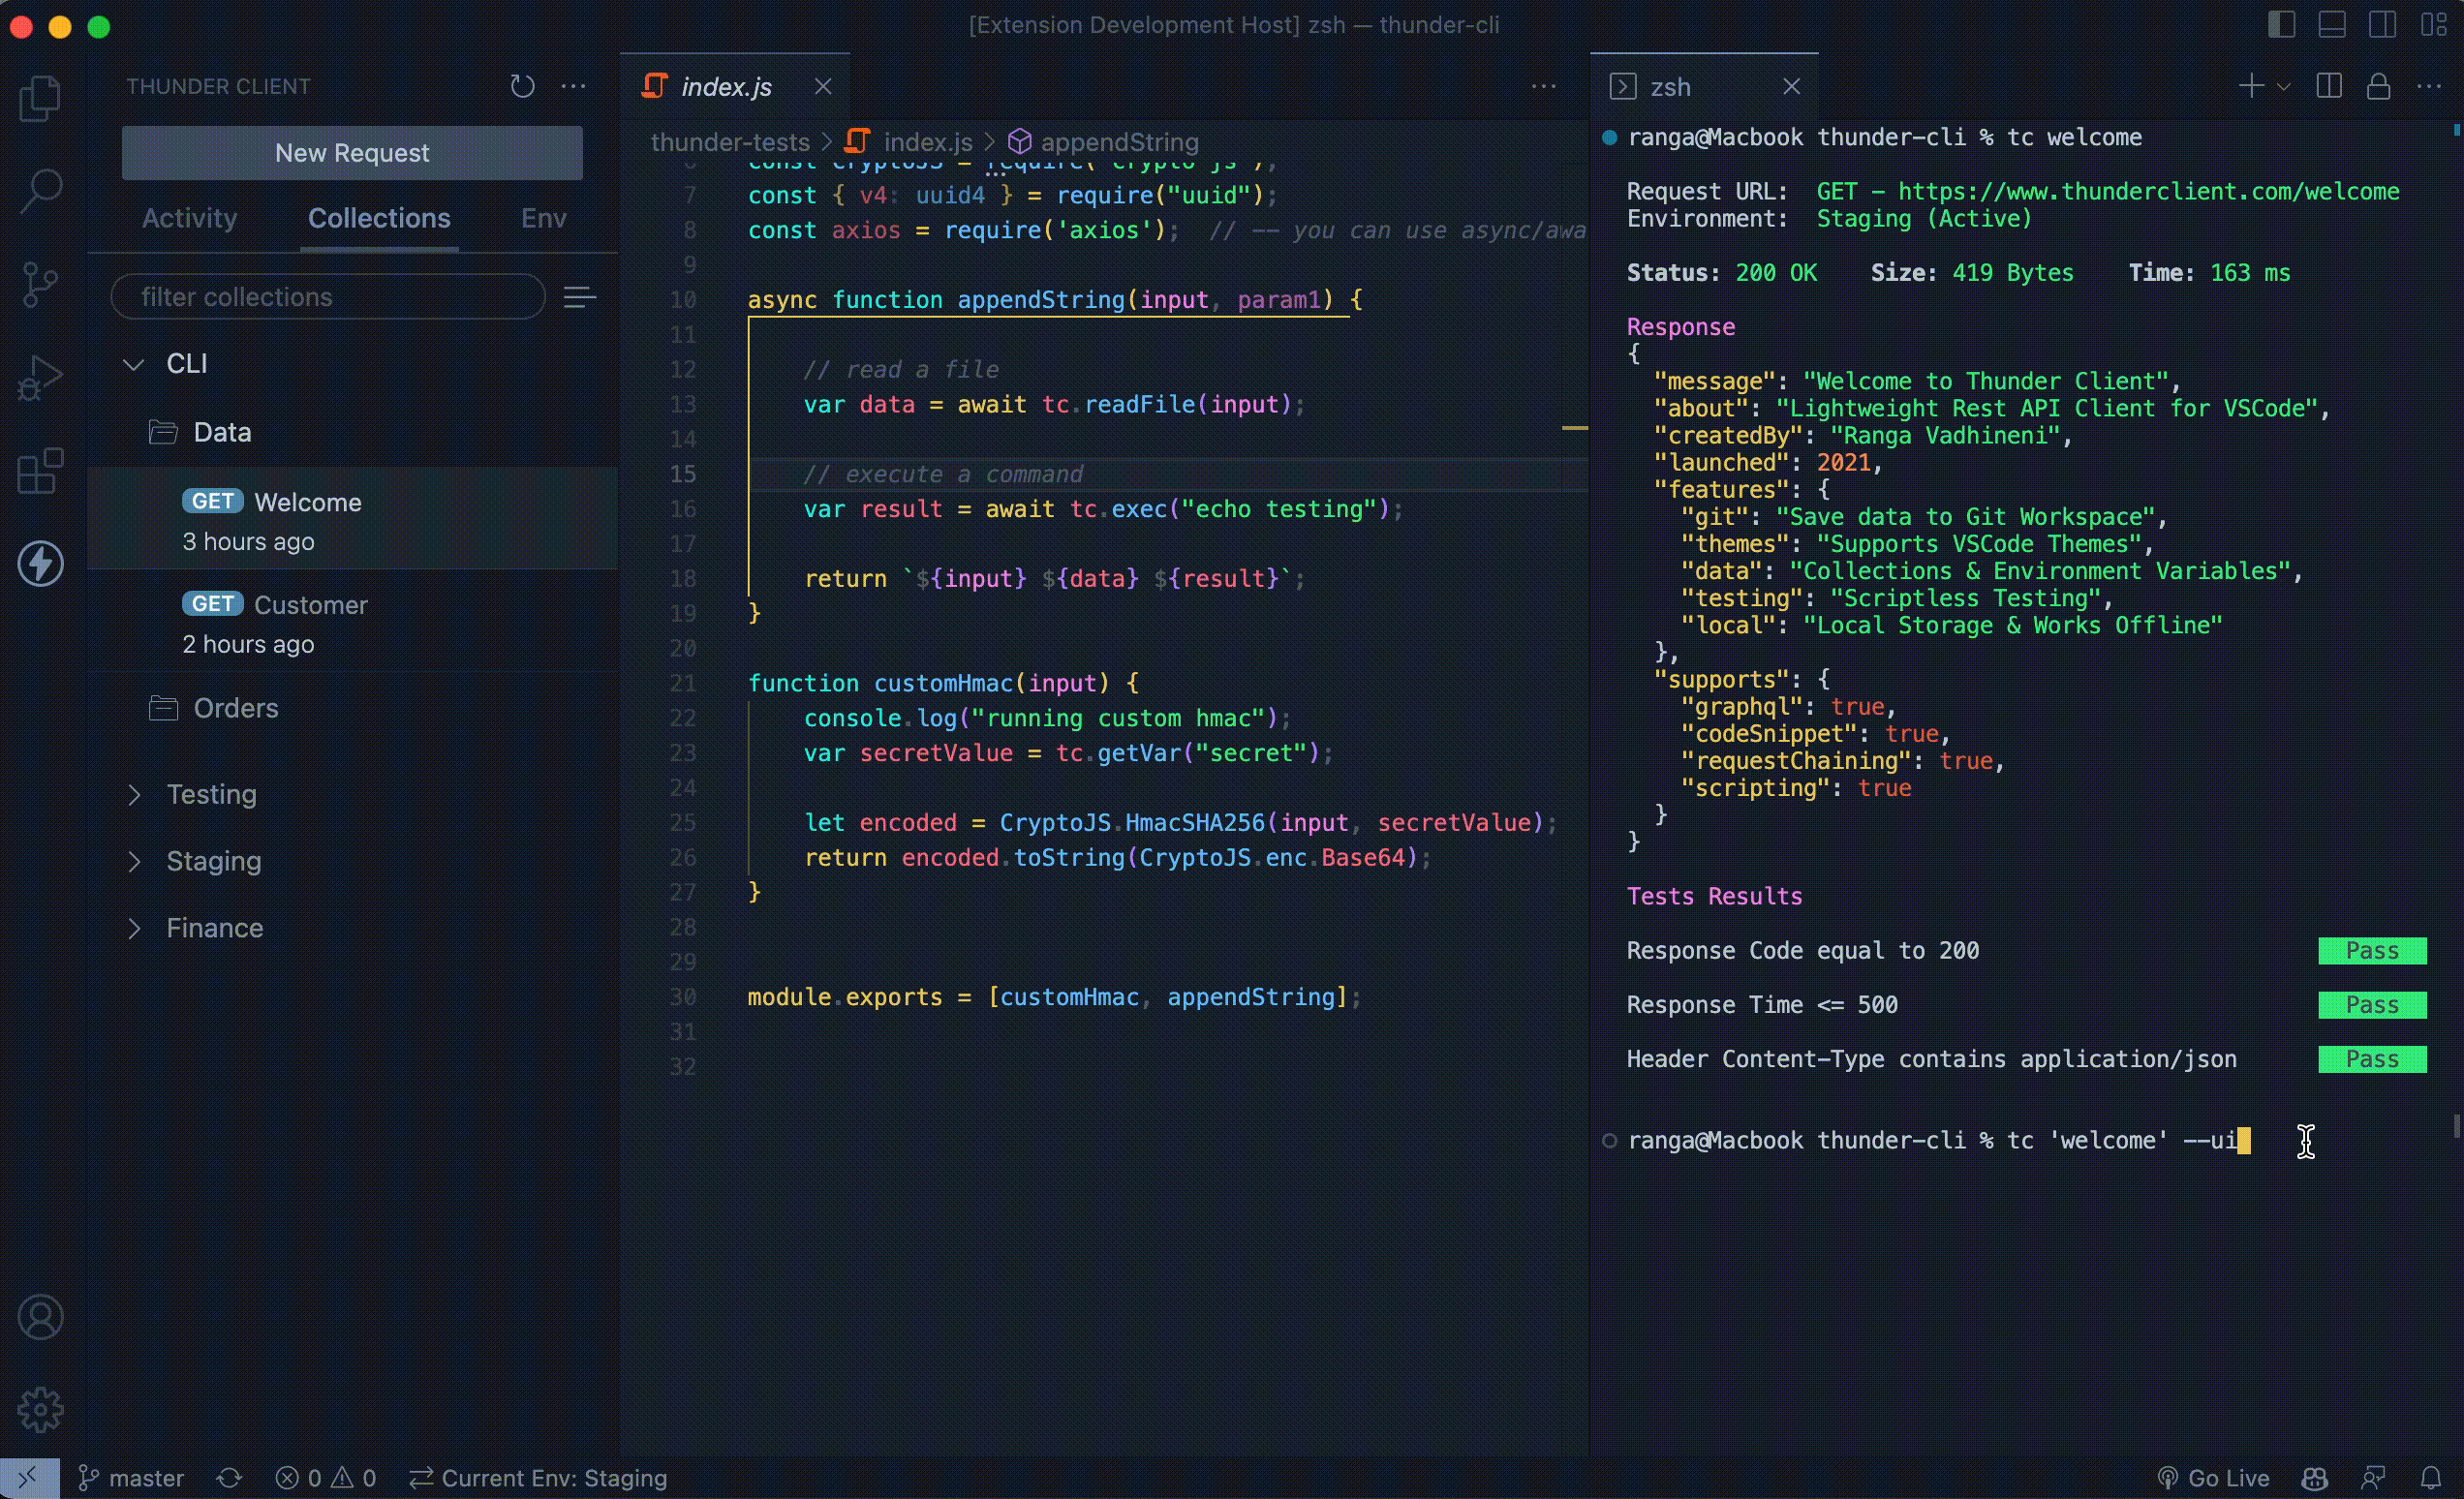 [Extension Development Host] zsh — thunder-cli
THUNDER CLIENT
New Request
Activity
Collections
Env
filter collections
CLI
Data
GET Welcome
3 hours ago
GET Customer
2 hours ago
Orders
Testing
Staging
Finance
index.js
thunder-tests > index.js > appendString
const CryptoJS = require("crypto-js");
7 const { v4: uuid4 } = require("uuid");
8 const axios = require('axios');  // -- you can use async/awa
9
10 async function appendString(input, param1) {
11
12     // read a file
13     var data = await tc.readFile(input);
14
15     // execute a command
16     var result = await tc.exec("echo testing");
17
18     return `${input} ${data} ${result}`;
19 }
20
21 function customHmac(input) {
22     console.log("running custom hmac");
23     var secretValue = tc.getVar("secret");
24
25     let encoded = CryptoJS.HmacSHA256(input, secretValue);
26     return encoded.toString(CryptoJS.enc.Base64);
27 }
28
29
30 module.exports = [customHmac, appendString];
31
32
zsh
ranga@Macbook thunder-cli % tc welcome
Request URL:  GET - https://www.thunderclient.com/welcome
Environment:  Staging (Active)
Status: 200 OK    Size: 419 Bytes    Time: 163 ms
Response
{
  "message": "Welcome to Thunder Client",
  "about": "Lightweight Rest API Client for VSCode",
  "createdBy": "Ranga Vadhineni",
  "launched": 2021,
  "features": {
    "git": "Save data to Git Workspace",
    "themes": "Supports VSCode Themes",
    "data": "Collections & Environment Variables",
    "testing": "Scriptless Testing",
    "local": "Local Storage & Works Offline"
  },
  "supports": {
    "graphql": true,
    "codeSnippet": true,
    "requestChaining": true,
    "scripting": true
  }
}
Tests Results
Response Code equal to 200 Pass
Response Time <= 500 Pass
Header Content-Type contains application/json Pass
ranga@Macbook thunder-cli % tc 'welcome' --ui
master
0
0
Current Env: Staging
Go Live